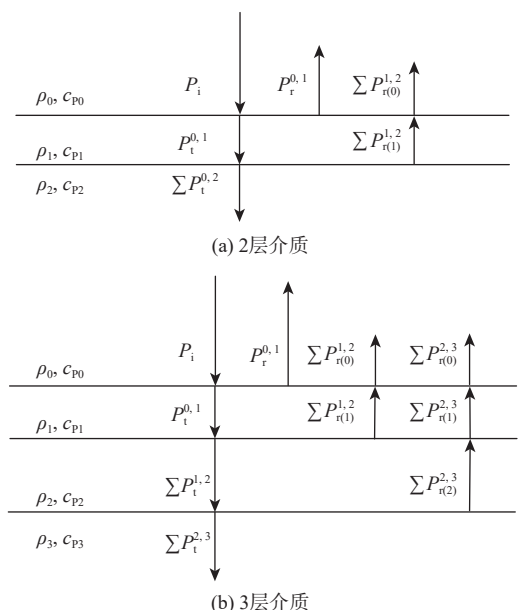 P_i P_r^{0, 1} ∑P_{r(0)}^{1, 2}
ρ_0, c_{P0}
P_t^{0, 1} ∑P_{r(1)}^{1, 2}
ρ_1, c_{P1}
ρ_2, c_{P2} ∑P_t^{0, 2}
(a) 2层介质
P_i P_r^{0, 1} ∑P_{r(0)}^{1, 2} ∑P_{r(0)}^{2, 3}
ρ_0, c_{P0}
P_t^{0, 1} ∑P_{r(1)}^{1, 2} ∑P_{r(1)}^{2, 3}
ρ_1, c_{P1}
∑P_t^{1, 2} ∑P_{r(2)}^{2, 3}
ρ_2, c_{P2}
ρ_3, c_{P3} ∑P_t^{2, 3}
(b) 3层介质